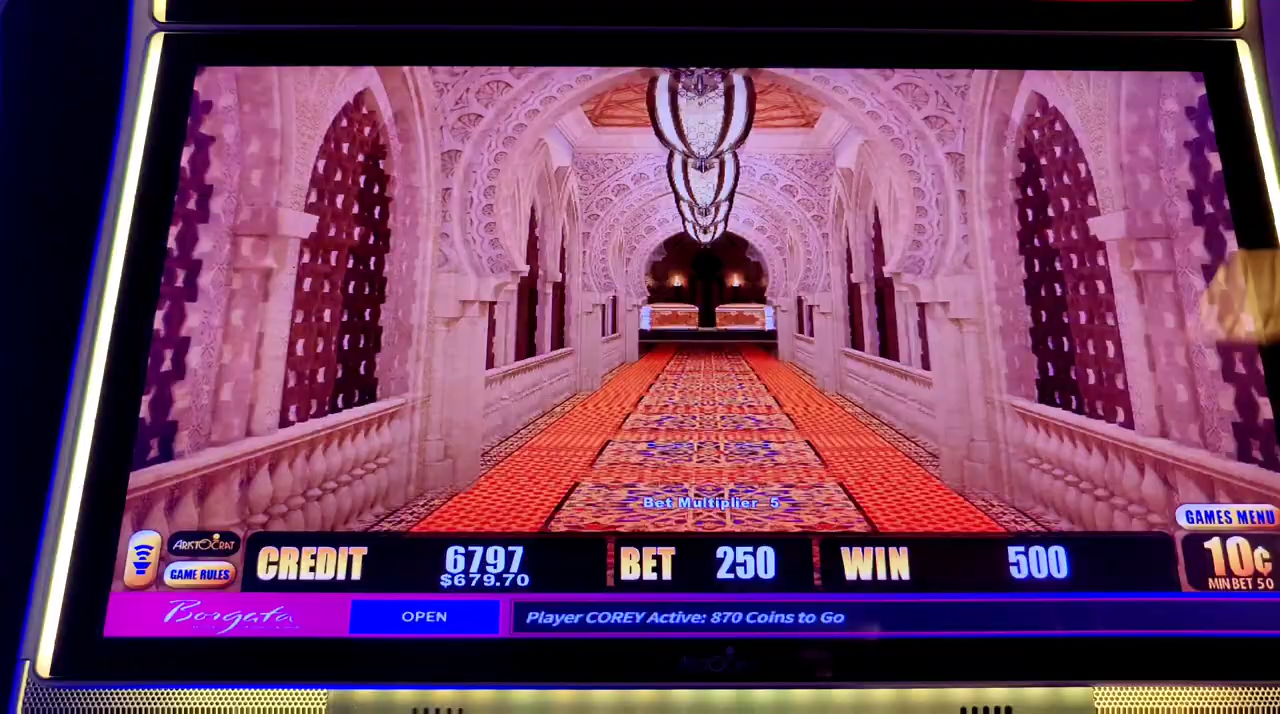 Bet Multiplier 5
GAMES MENU
ARISTOCRAT
GAME RULES
CREDIT 6797
$679.70
BET 250
WIN 500
10¢
MIN BET 50
Borgata
OPEN
Player COREY Active: 870 Coins to Go